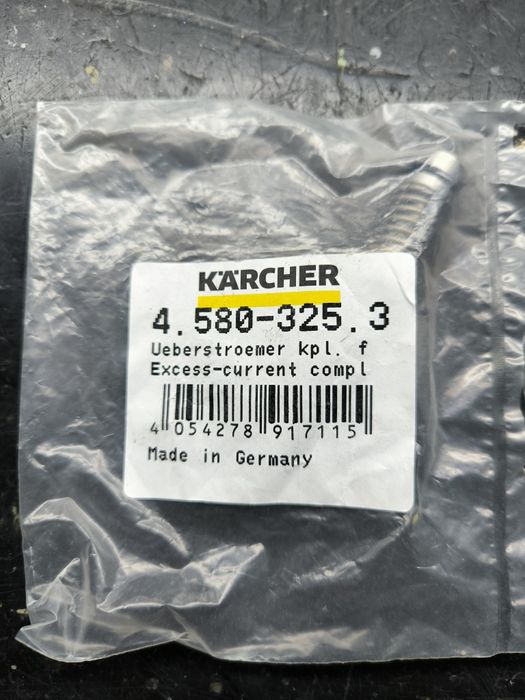 KÄRCHER
4.580-325.3
Ueberstroemer kpl. f
Excess-current compl
4 054278 917115
Made in Germany